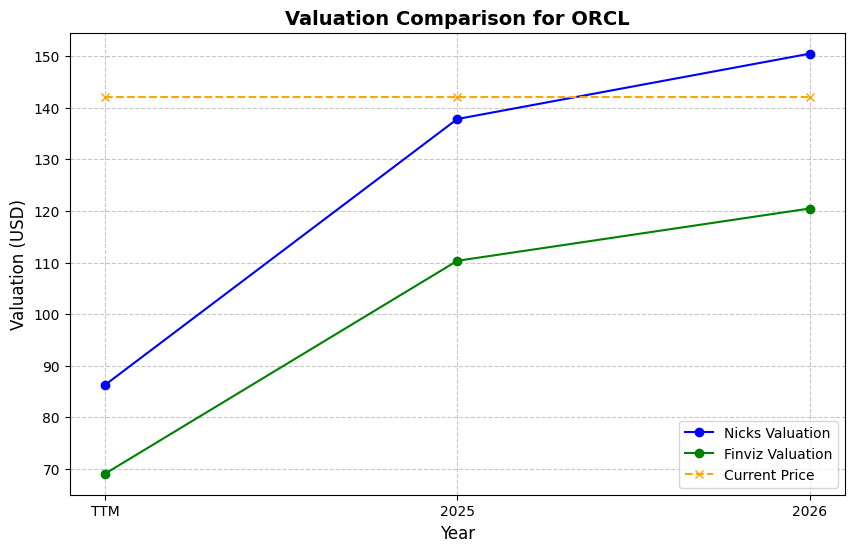 Valuation Comparison for ORCL
Valuation (USD)
150
140
130
120
110
100
90
80
70
TTM
2025
2026
Year
Nicks Valuation
Finviz Valuation
Current Price